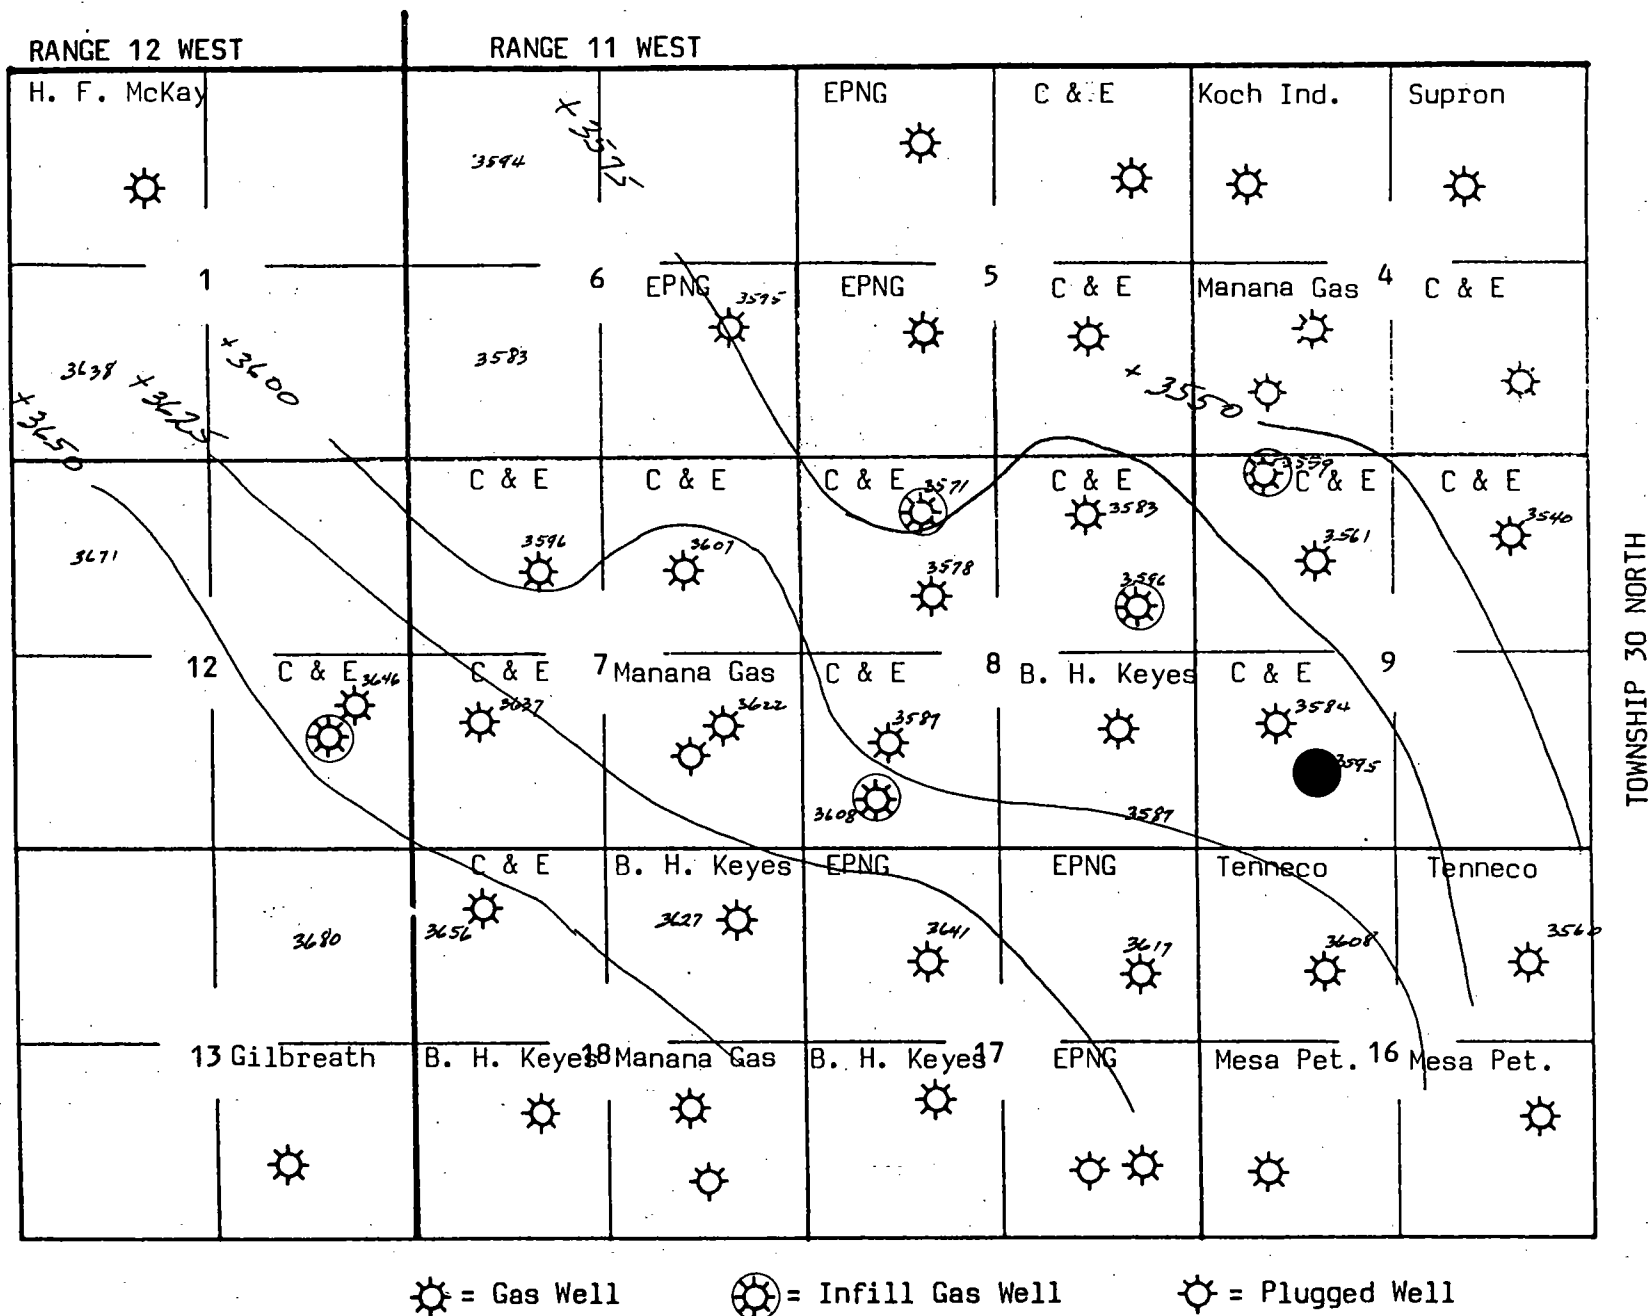 RANGE 12 WEST RANGE 11 WEST
H. F. McKay EPNG C & E Koch Ind. Supron
3594 +3575
1 6 5 4
EPNG 3595 EPNG C & E Manana Gas C & E
3638 +3600 3583
+3650 +3625 +3550
C & E C & E C & E 3571 C & E 3559 C & E C & E
3671 3596 3607 3578 3583 3596 3561 3540
12 7 8 9
C & E 3646 C & E Manana Gas C & E B. H. Keyes C & E
3637 3622 3587 3584
3608 3587 3595
C & E B. H. Keyes EPNG EPNG Tenneco Tenneco
3680 3656 3627 3641 3617 3608 3560
13 Gilbreath B. H. Keyes 18 Manana Gas B. H. Keyes 17 EPNG Mesa Pet. 16 Mesa Pet.
TOWNSHIP 30 NORTH
= Gas Well = Infill Gas Well = Plugged Well